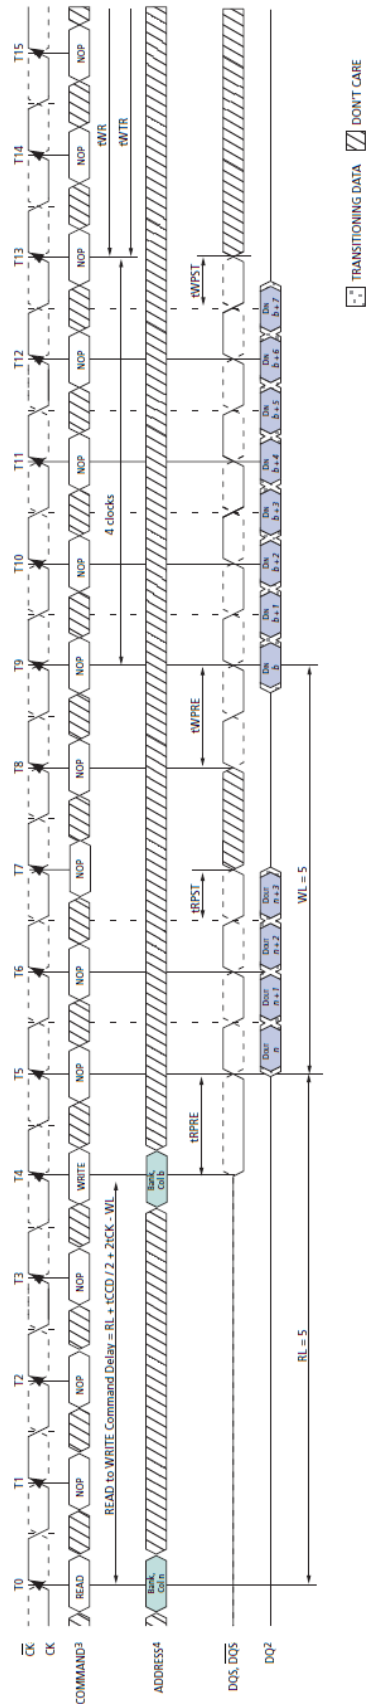 T0 T1 T2 T3 T4 T5 T6 T7 T8 T9 T10 T11 T12 T13 T14 T15
CK
CK
COMMAND3 READ NOP NOP NOP WRITE NOP NOP NOP NOP NOP NOP NOP NOP NOP NOP NOP
READ to WRITE Command Delay = RL + tCCD / 2 + 2tCK - WL
4 clocks
tWR
tWTR
ADDRESS4
Bank,
Col n
Bank,
Col b
tRPRE
tRPST
tWPRE
tWPST
DQS, DQS
DQ2
DOUT
n
DOUT
n + 1
DOUT
n + 2
DOUT
n + 3
DIN
b
DIN
b + 1
DIN
b + 2
DIN
b + 3
DIN
b + 4
DIN
b + 5
DIN
b + 6
DIN
b + 7
RL = 5
WL = 5
TRANSITIONING DATA
DON'T CARE